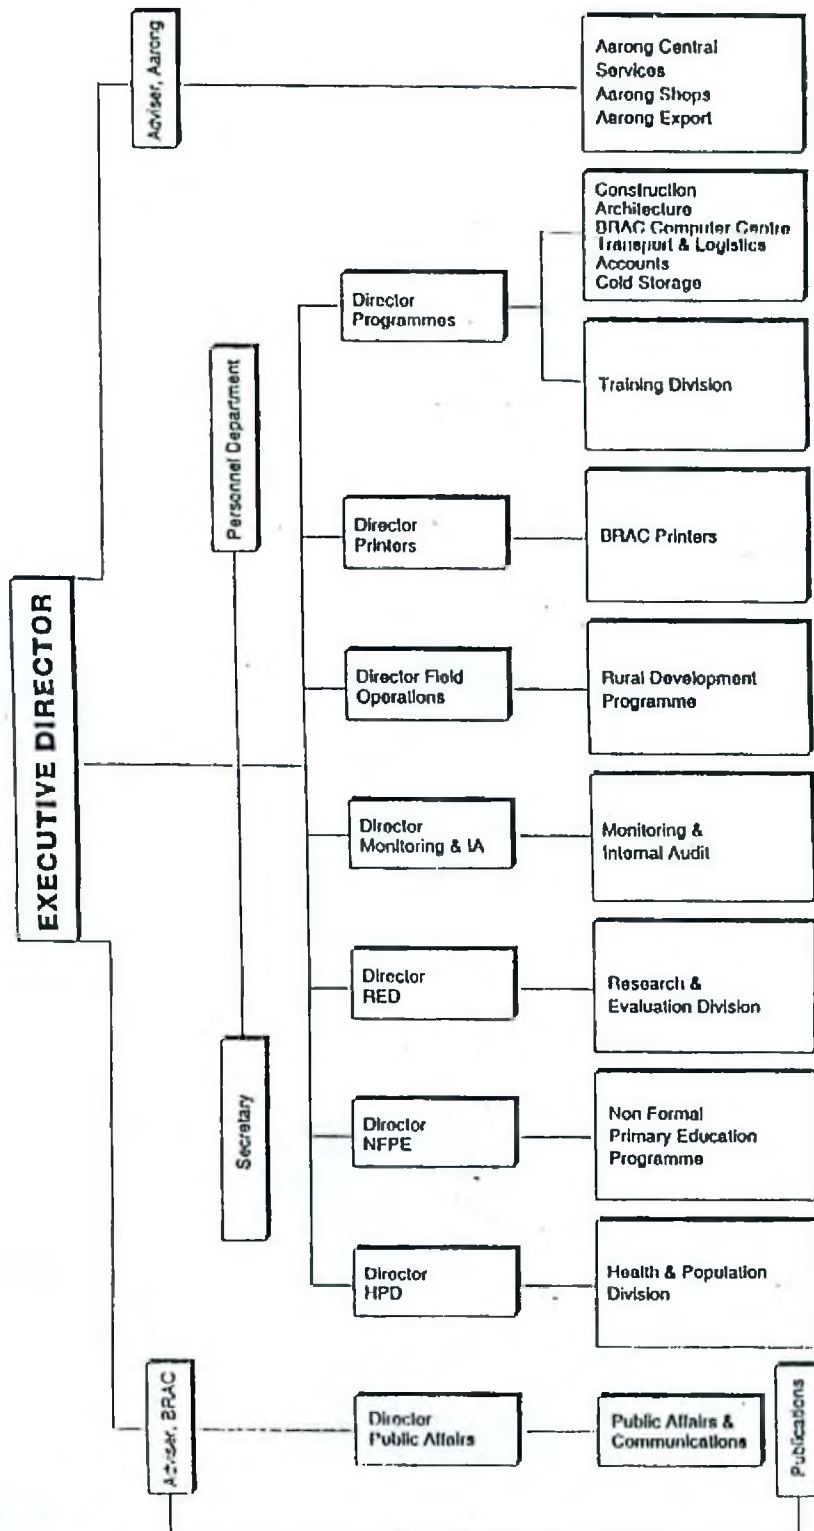 EXECUTIVE DIRECTOR
Adviser, BRAC
Adviser, Aarong
Secretary
Personnel Department
Director
Public Affairs
Director
HPD
Director
NFPE
Director
RED
Director
Monitoring & IA
Director Field
Operations
Director
Printers
Director
Programmes
Publications
Public Affairs &
Communications
Health & Population
Division
Non Formal
Primary Education
Programme
Research &
Evaluation Division
Monitoring &
Internal Audit
Rural Development
Programme
BRAC Printers
Training Division
Construction
Architecture
BRAC Computer Centre
Transport & Logistics
Accounts
Cold Storage
Aarong Central
Services
Aarong Shops
Aarong Export